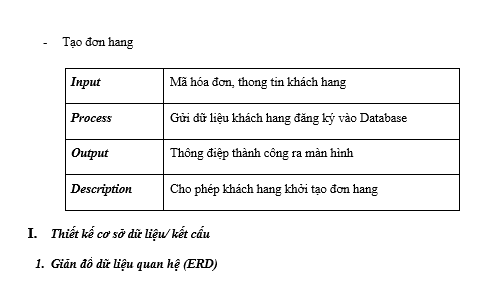 - Tạo đơn hang
Input Mã hóa đơn, thong tin khách hang
Process Gửi dữ liệu khách hang đăng ký vào Database
Output Thông điệp thành công ra màn hình
Description Cho phép khách hang khởi tạo đơn hang
I. Thiết kế cơ sở dữ liệu/ kết cấu
1. Giản đồ dữ liệu quan hệ (ERD)